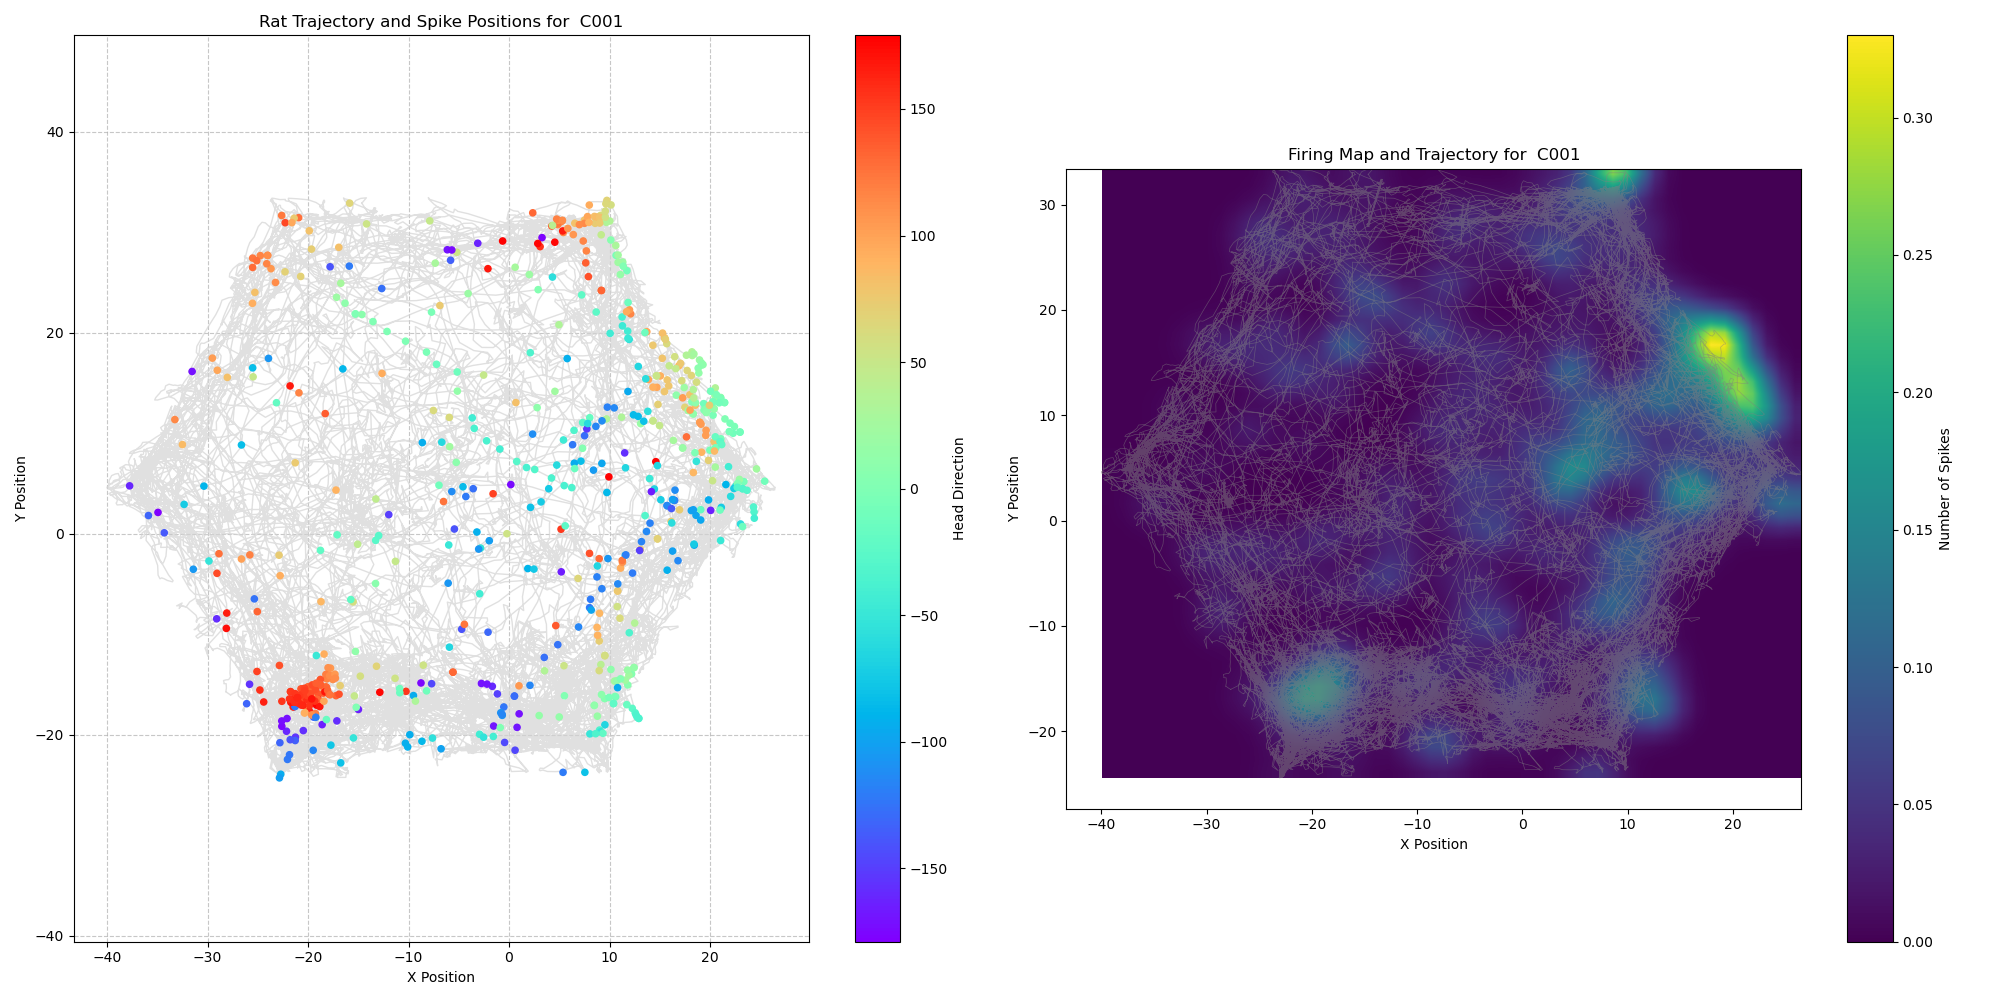 Rat Trajectory and Spike Positions for  C001
40
20
0
−20
−40
Y Position
−40 −30 −20 −10 0 10 20
X Position
150
100
50
0
−50
−100
−150
Head Direction
Firing Map and Trajectory for  C001
30
20
10
0
−10
−20
Y Position
−40 −30 −20 −10 0 10 20
X Position
0.30
0.25
0.20
0.15
0.10
0.05
0.00
Number of Spikes